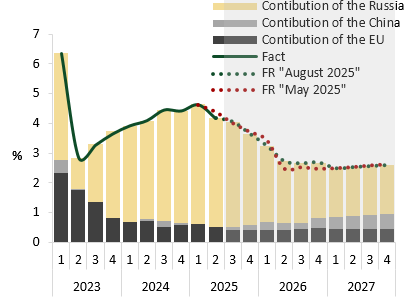 Contibution of the Russia
Contibution of the China
Contibution of the EU
Fact
FR "August 2025"
FR "May 2025"
7
6
5
4
%
3
2
1
0
1 2 3 4 1 2 3 4 1 2 3 4 1 2 3 4 1 2 3 4
2023 2024 2025 2026 2027